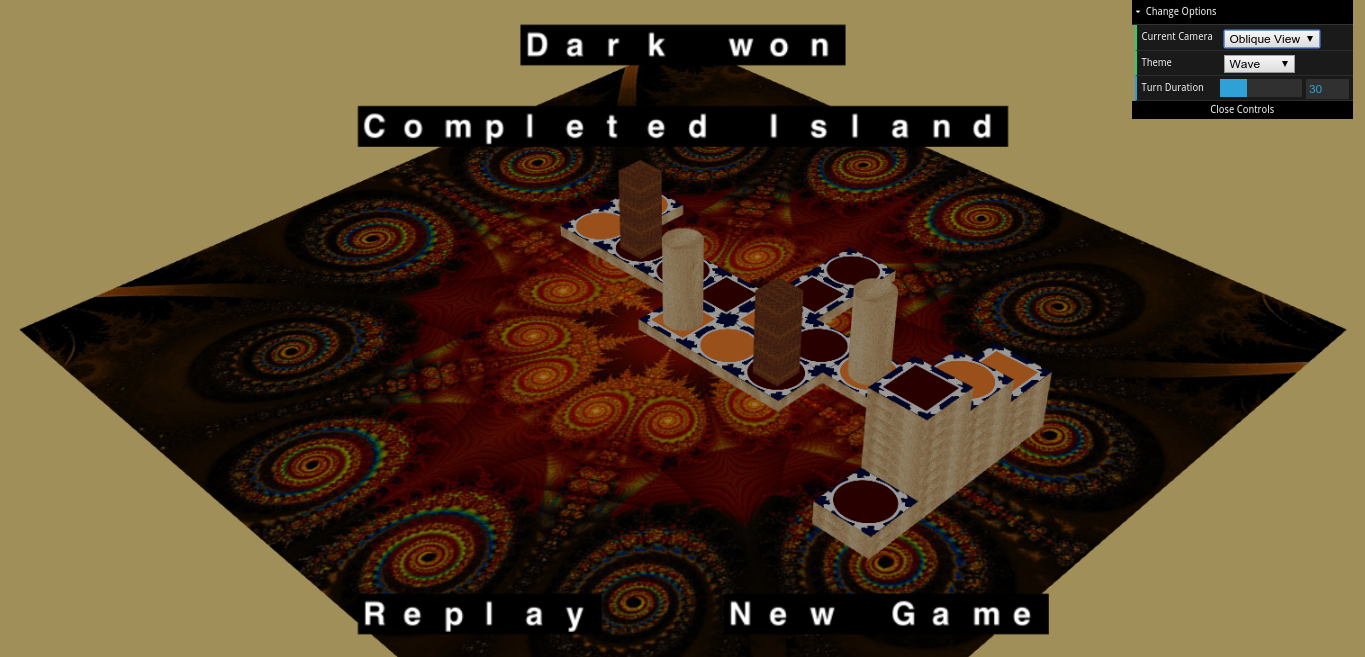 Dark won
Completed Island
Replay
New Game
Change Options
Current Camera Oblique View
Theme Wave
Turn Duration 30
Close Controls